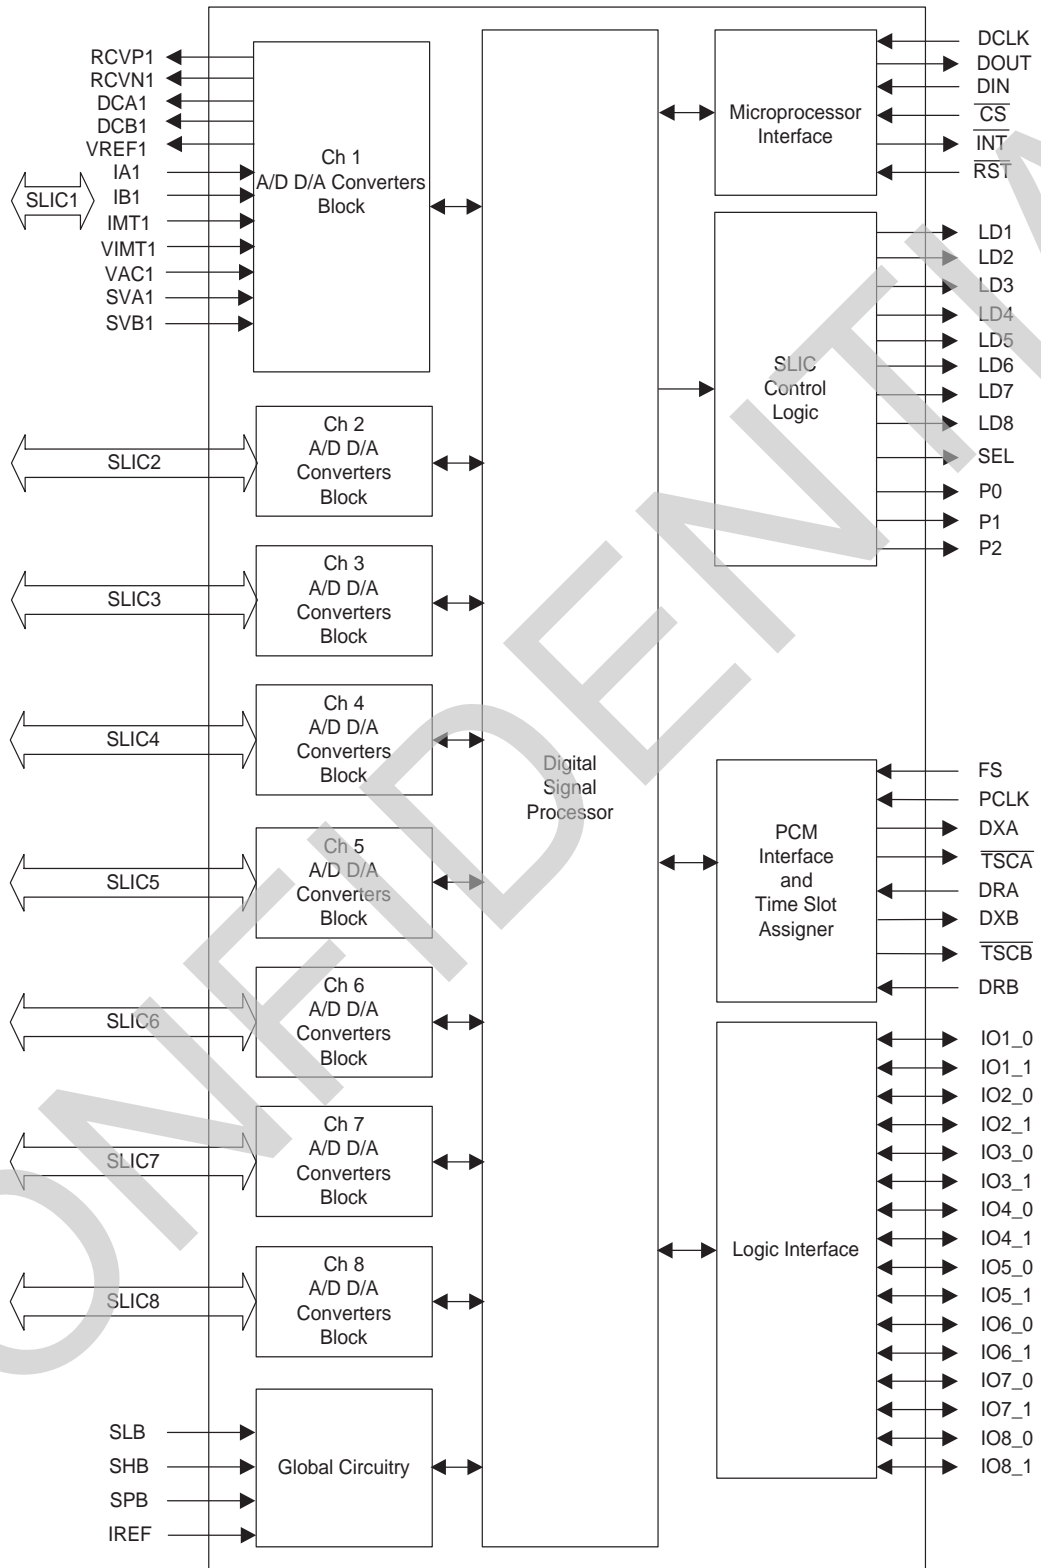 RCVP1
RCVN1
DCA1
DCB1
VREF1
IA1
IB1
IMT1
VIMT1
VAC1
SVA1
SVB1
SLIC1
Ch 1
A/D D/A Converters
Block
SLIC2
Ch 2
A/D D/A
Converters
Block
SLIC3
Ch 3
A/D D/A
Converters
Block
SLIC4
Ch 4
A/D D/A
Converters
Block
SLIC5
Ch 5
A/D D/A
Converters
Block
SLIC6
Ch 6
A/D D/A
Converters
Block
SLIC7
Ch 7
A/D D/A
Converters
Block
SLIC8
Ch 8
A/D D/A
Converters
Block
SLB
SHB
SPB
IREF
Global Circuitry
Digital
Signal
Processor
Microprocessor
Interface
DCLK
DOUT
DIN
CS
INT
RST
SLIC
Control
Logic
LD1
LD2
LD3
LD4
LD5
LD6
LD7
LD8
SEL
P0
P1
P2
PCM
Interface
and
Time Slot
Assigner
FS
PCLK
DXA
TSCA
DRA
DXB
TSCB
DRB
Logic Interface
IO1_0
IO1_1
IO2_0
IO2_1
IO3_0
IO3_1
IO4_0
IO4_1
IO5_0
IO5_1
IO6_0
IO6_1
IO7_0
IO7_1
IO8_0
IO8_1
ONFIDENTIA